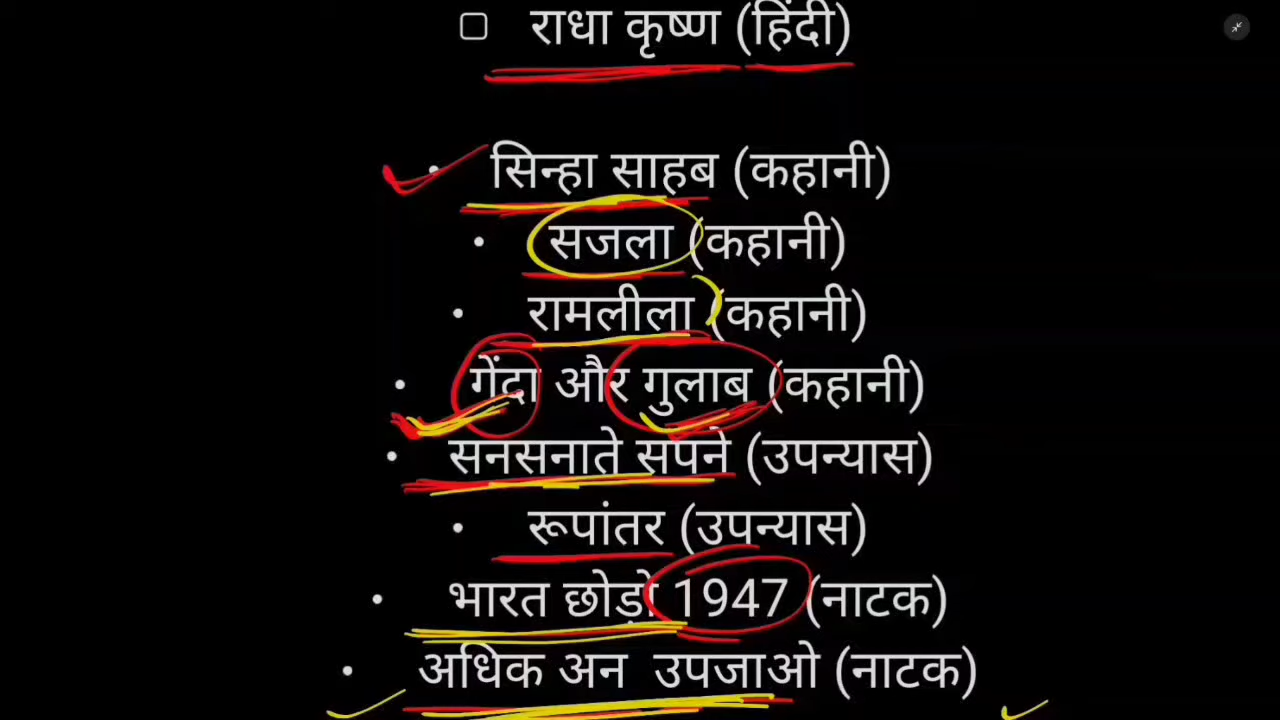 राधा कृष्ण (हिंदी)
• सिन्हा साहब (कहानी)
• सजला (कहानी)
• रामलीला (कहानी)
• गेंदा और गुलाब (कहानी)
• सनसनाते सपने (उपन्यास)
• रूपांतर (उपन्यास)
• भारत छोड़ो 1947 (नाटक)
• अधिक अन उपजाओ (नाटक)